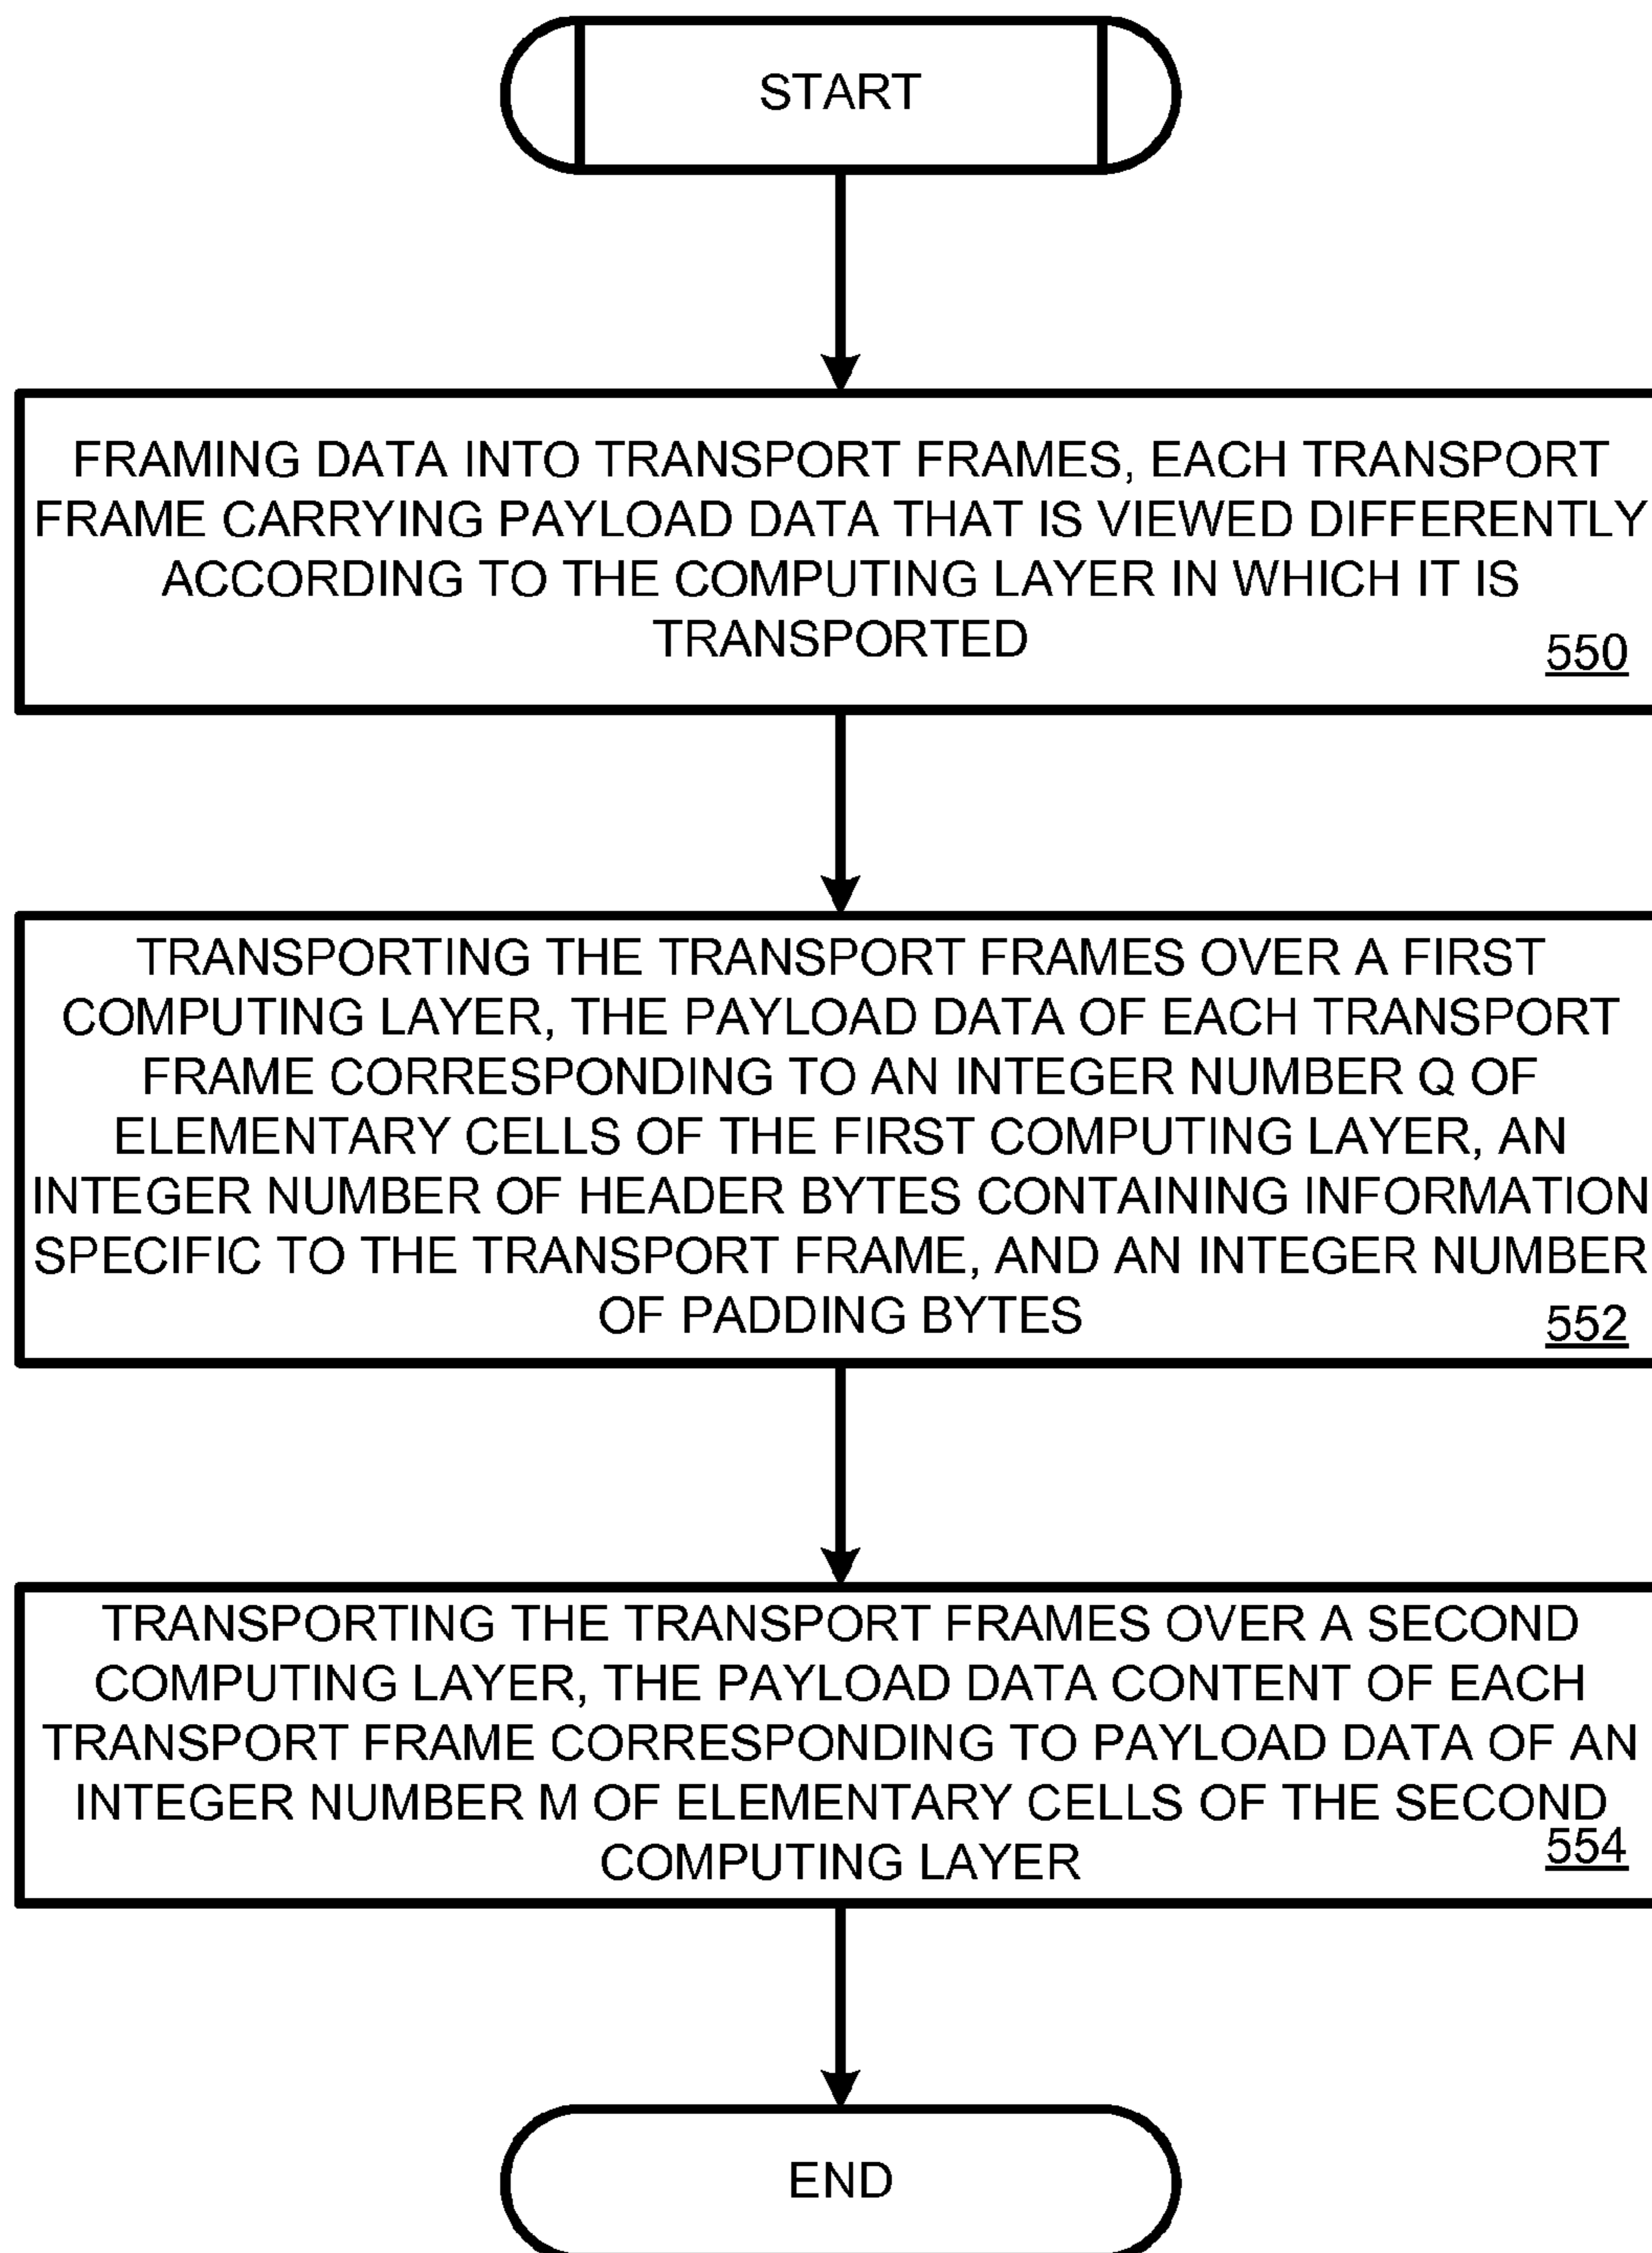 START
FRAMING DATA INTO TRANSPORT FRAMES, EACH TRANSPORT
FRAME CARRYING PAYLOAD DATA THAT IS VIEWED DIFFERENTLY
ACCORDING TO THE COMPUTING LAYER IN WHICH IT IS
TRANSPORTED
550
TRANSPORTING THE TRANSPORT FRAMES OVER A FIRST
COMPUTING LAYER, THE PAYLOAD DATA OF EACH TRANSPORT
FRAME CORRESPONDING TO AN INTEGER NUMBER Q OF
ELEMENTARY CELLS OF THE FIRST COMPUTING LAYER, AN
INTEGER NUMBER OF HEADER BYTES CONTAINING INFORMATION
SPECIFIC TO THE TRANSPORT FRAME, AND AN INTEGER NUMBER
OF PADDING BYTES
552
TRANSPORTING THE TRANSPORT FRAMES OVER A SECOND
COMPUTING LAYER, THE PAYLOAD DATA CONTENT OF EACH
TRANSPORT FRAME CORRESPONDING TO PAYLOAD DATA OF AN
INTEGER NUMBER M OF ELEMENTARY CELLS OF THE SECOND
COMPUTING LAYER
554
END